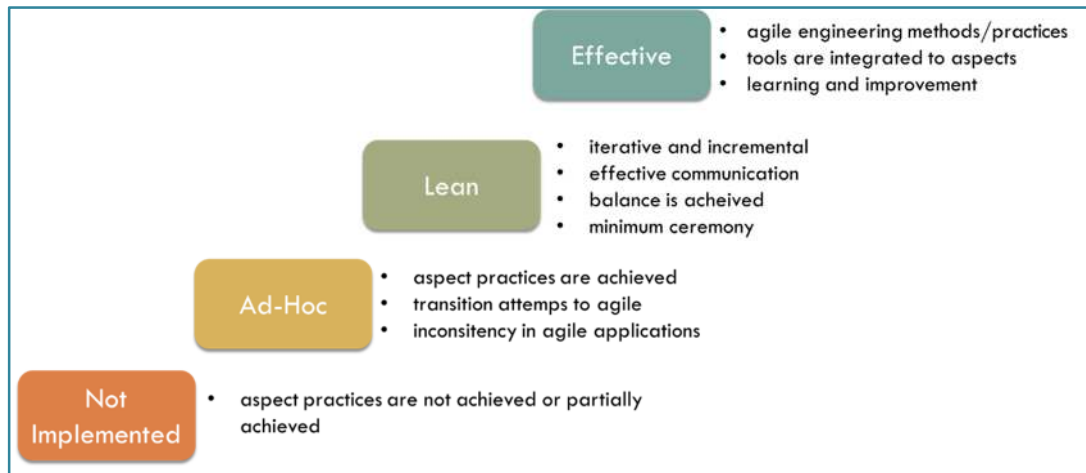 Effective
• agile engineering methods/practices
• tools are integrated to aspects
• learning and improvement
Lean
• iterative and incremental
• effective communication
• balance is acheived
• minimum ceremony
Ad-Hoc
• aspect practices are achieved
• transition attemps to agile
• inconsitency in agile applications
Not
Implemented
• aspect practices are not achieved or partially
achieved